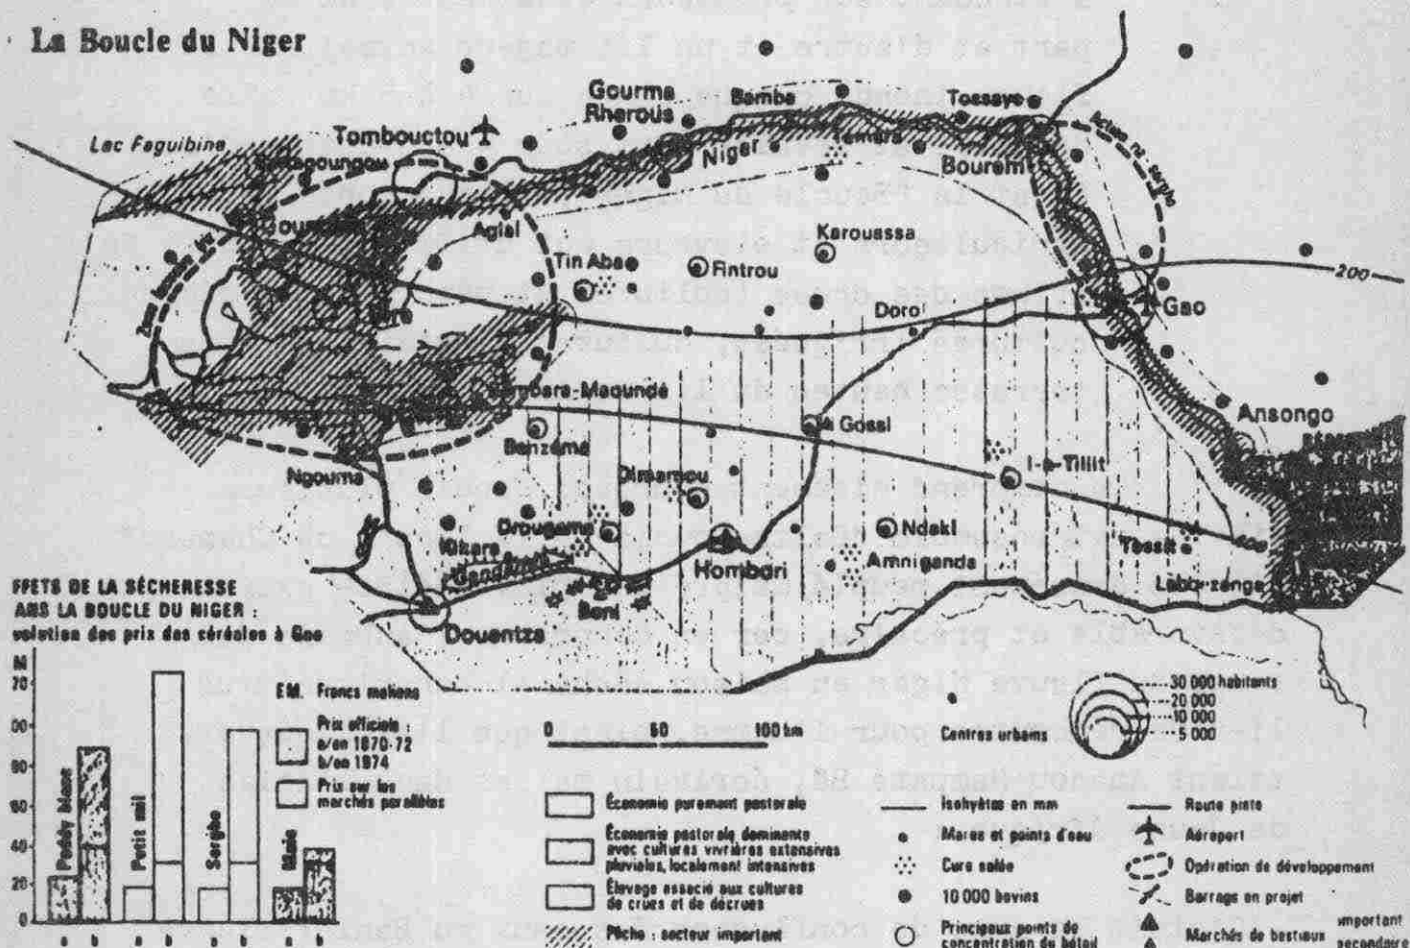 La Boucle du Niger
Lac Faguibine
Tombouctou
Gourma
Rharous
Bamba
Tossaye
Niger
Bourem
Aglal
Karouassa
Tin Abao
Fintrou
200
Doro
Gao
Gossi
Ansongo
Benzéma
I-n-Tillit
Ngouma
Drougama
Ndaki
Tessit
Kikara
Hombori
Amniganda
Labbezenga
Boni
Douentza
FFETS DE LA SÉCHERESSE
ANS LA BOUCLE DU NIGER :
volution des prix des céréales à Gao
Francs maliens
Prix officiels
a/en 1970-72
b/en 1974
Prix sur les
marchés parallèles
Paddy blanc
Petit mil
Sorgho
Maïs
a b a b a b a b
0 50 100 km
Centres urbains
30 000 habitants
20 000
10 000
5 000
Économie purement pastorale
Économie pastorale dominante
avec cultures vivrières extensives
pluviales, localement intensives
Élevage associé aux cultures
de crues et de décrues
Pêche : secteur important
Isohyètes en mm
Mares et points d'eau
Cure salée
10 000 bovins
Principaux points de
concentration du bétail
Route piste
Aéroport
Opération de développement
Barrage en projet
Marchés de bestiaux
important
secondaire